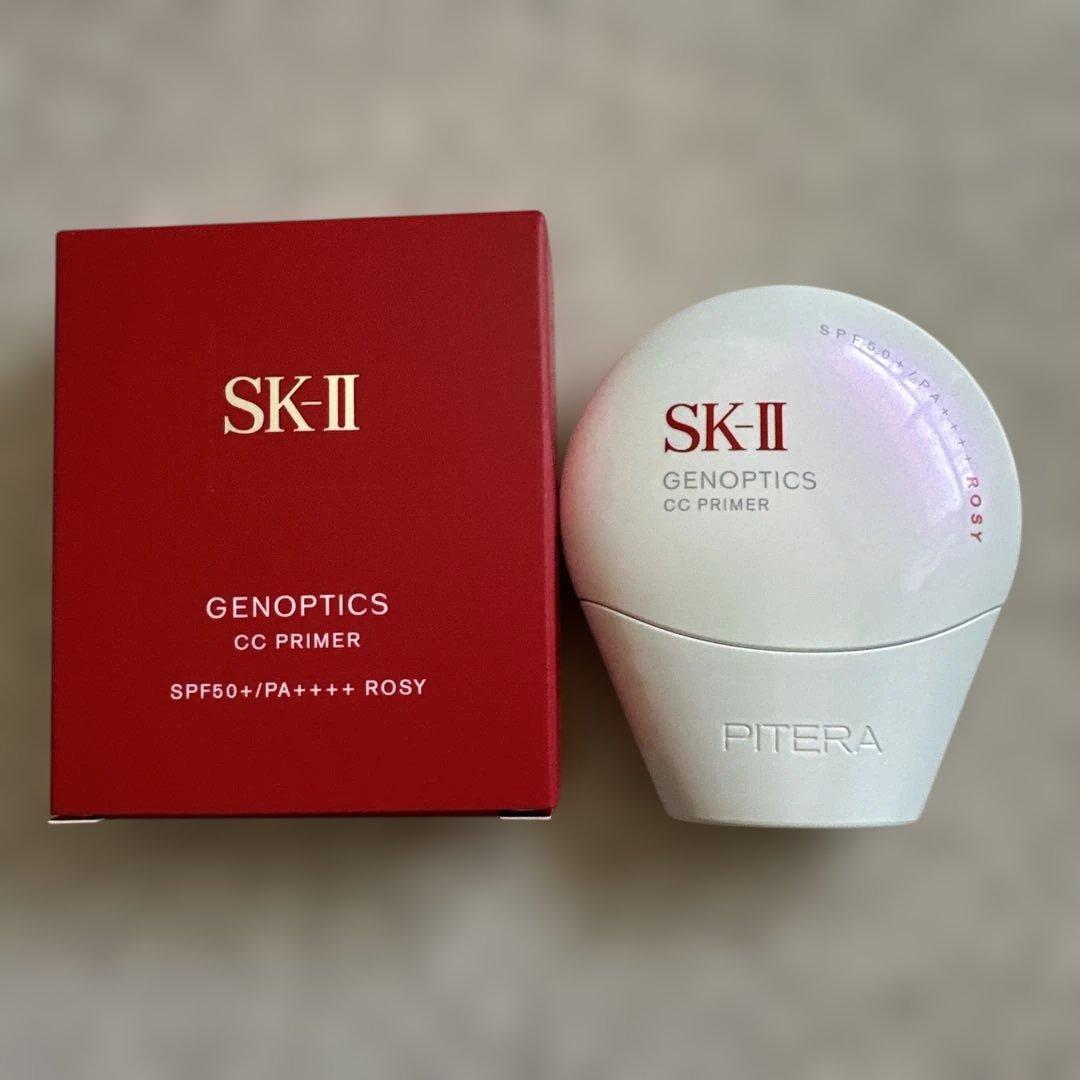 SK-II
GENOPTICS
CC PRIMER
SPF50+/PA++++ ROSY
SPF50+/PA++++ ROSY
SK-II
GENOPTICS
CC PRIMER
PITERA